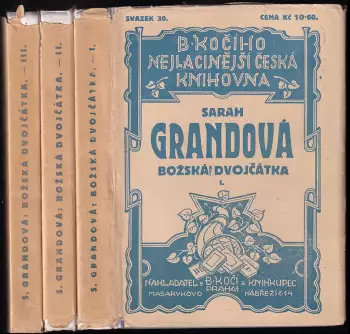 S. GRANDOVÁ: BOŽSKÁ DVOJČÁTKA. — III.
S. GRANDOVÁ: BOŽSKÁ DVOJČÁTKA. — II.
S. GRANDOVÁ: BOŽSKÁ DVOJČÁTKA. — I.
SVAZEK 30.
CENA Kč 10·60.
B. KOČÍHO
NEJLACINĚJŠÍ ČESKÁ
KNIHOVNA
SARAH
GRANDOVÁ
BOŽSKÁ DVOJČÁTKA
I.
NAKLADATEL B. KOČÍ KNIHKUPEC
PRAHA I
MASARYKOVO NÁBŘEŽÍ Č 14